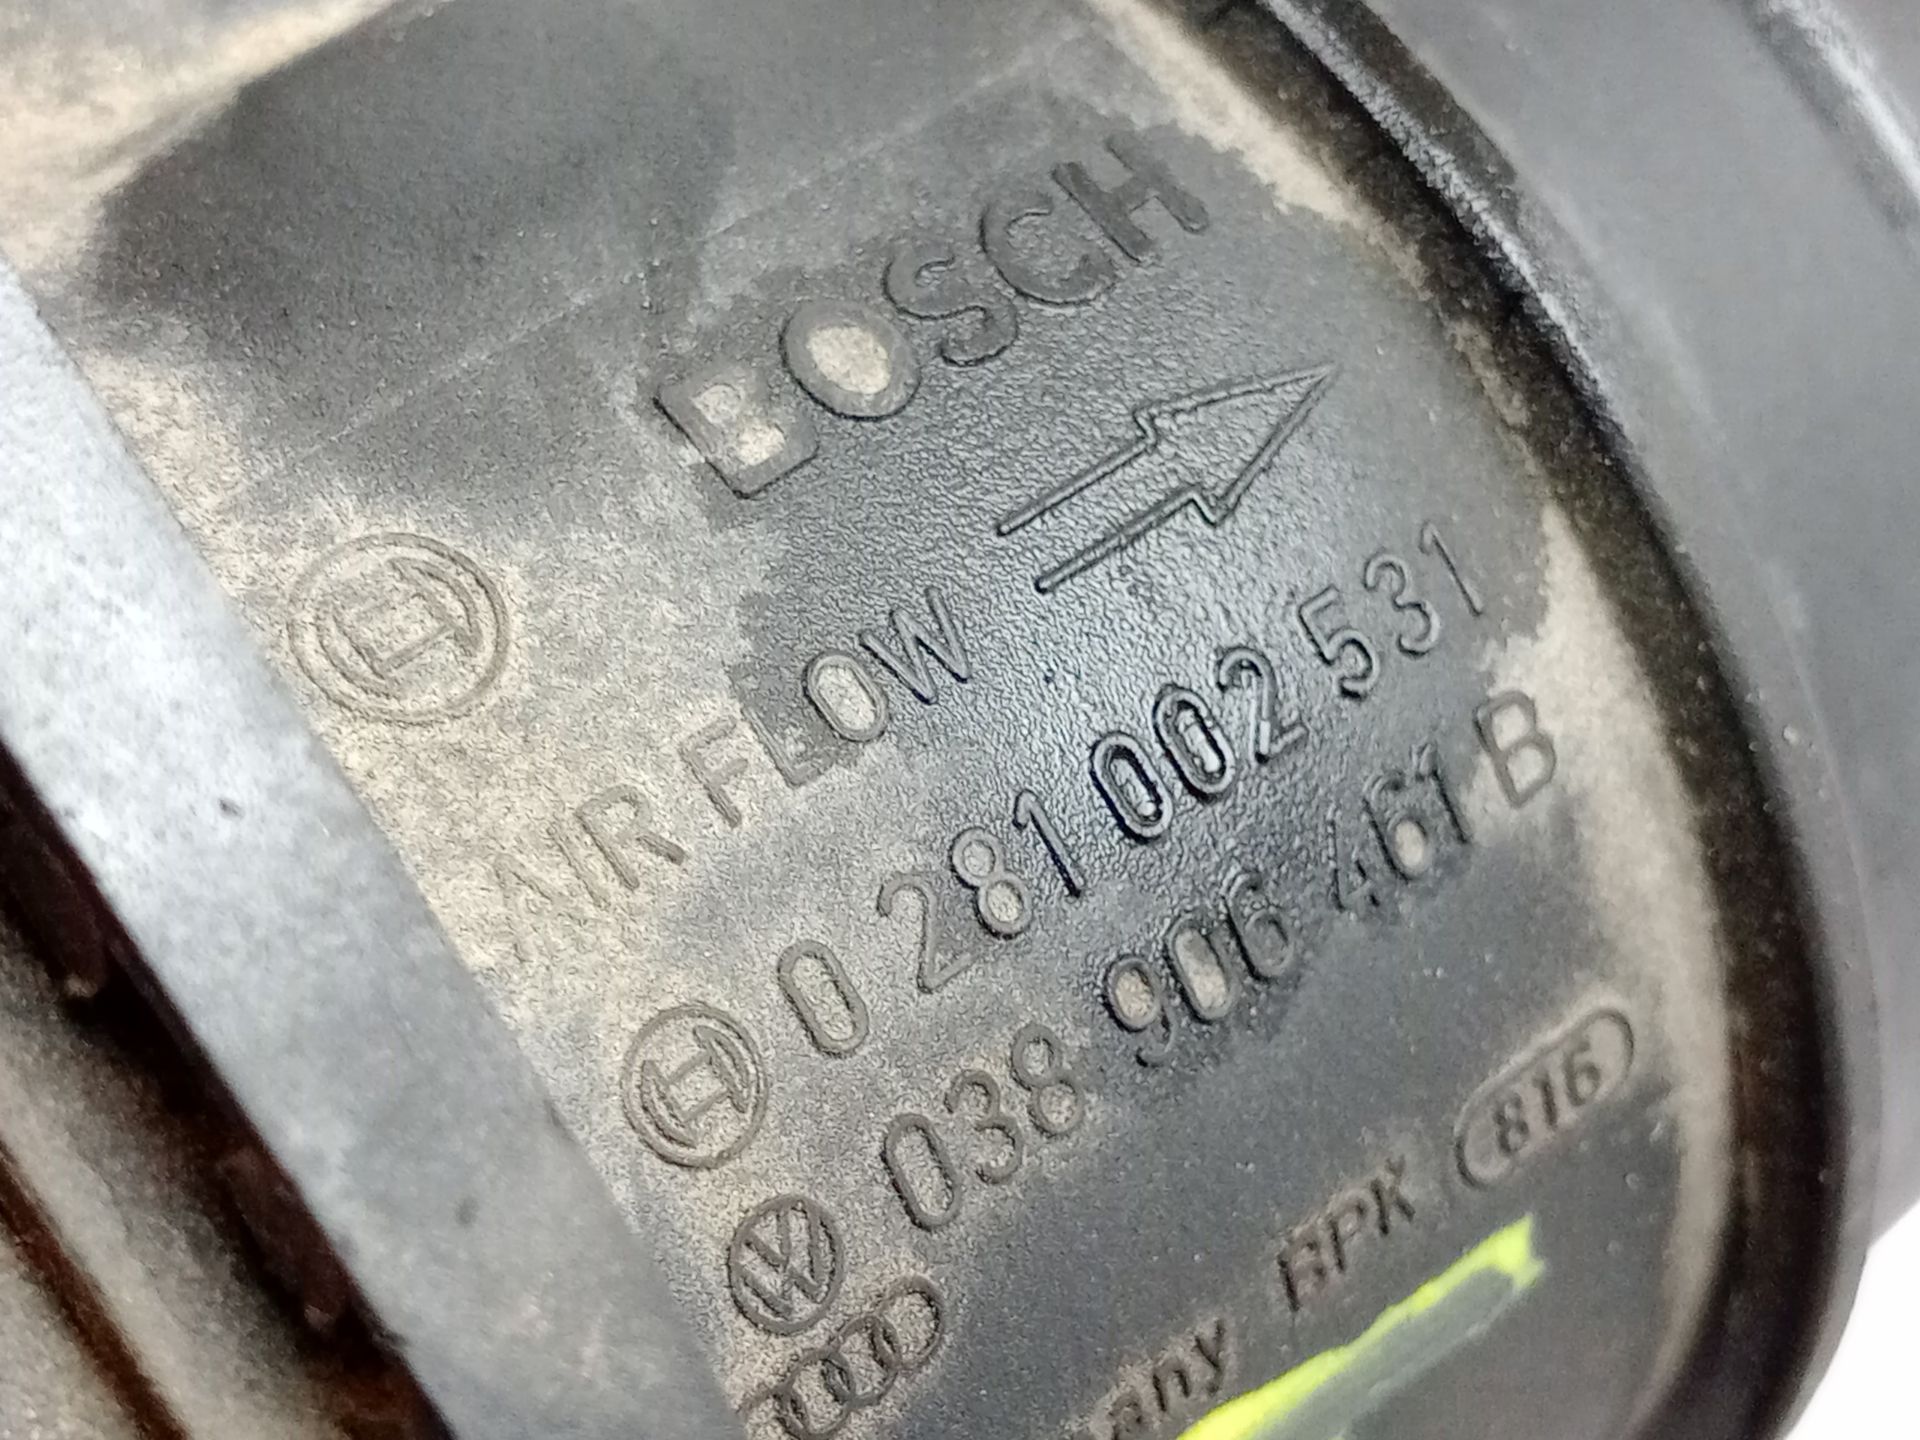 BOSCH
AIR FLOW
0 281 002 531
038 906 461 B
BPK 816